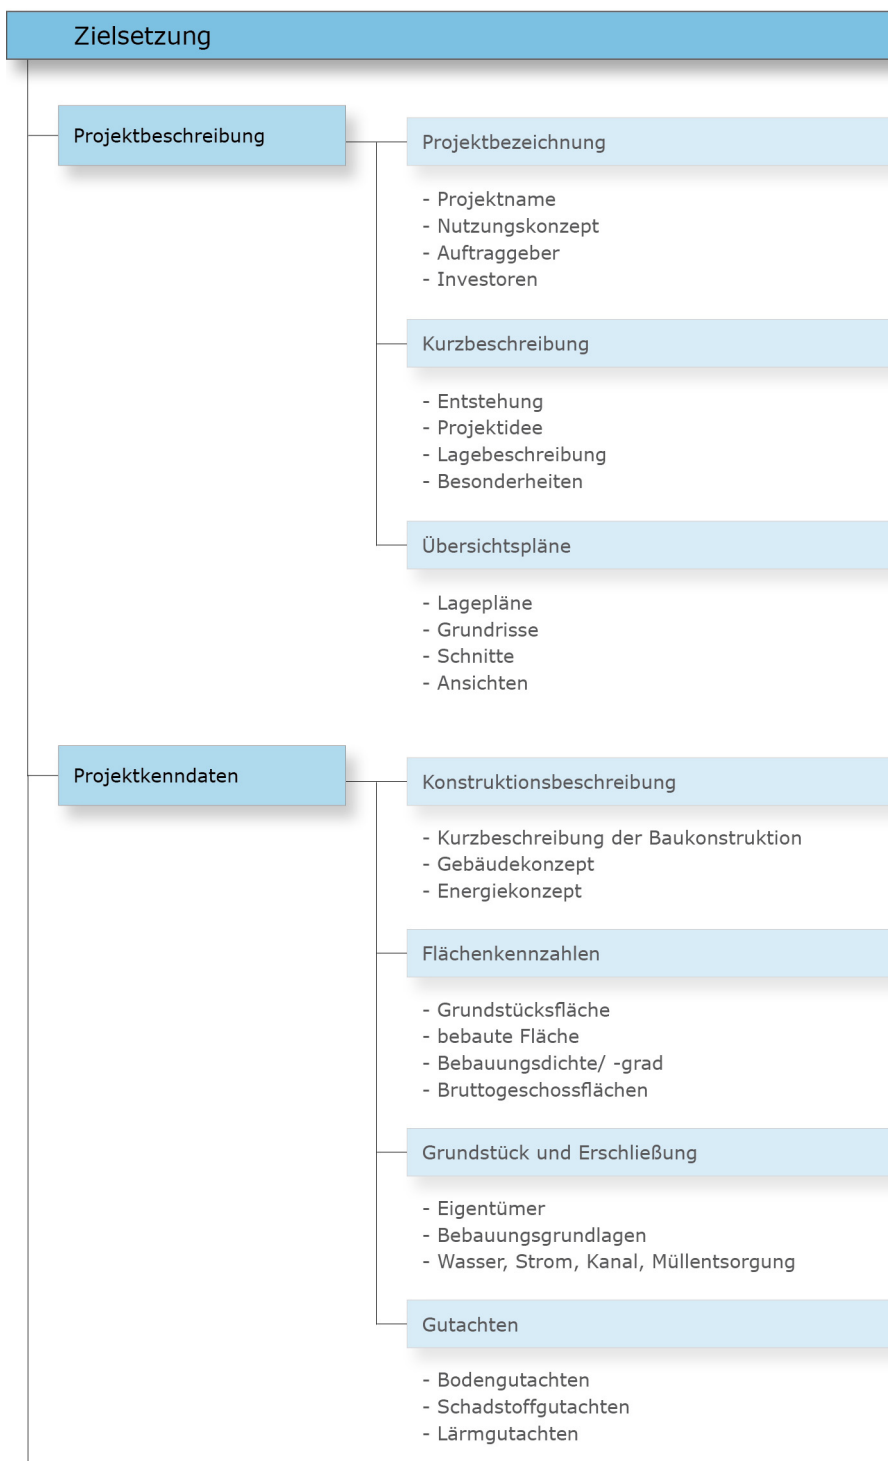 Zielsetzung
Projektbeschreibung
Projektbezeichnung
- Projektname
- Nutzungskonzept
- Auftraggeber
- Investoren
Kurzbeschreibung
- Entstehung
- Projektidee
- Lagebeschreibung
- Besonderheiten
Übersichtspläne
- Lagepläne
- Grundrisse
- Schnitte
- Ansichten
Projektkenndaten
Konstruktionsbeschreibung
- Kurzbeschreibung der Baukonstruktion
- Gebäudekonzept
- Energiekonzept
Flächenkennzahlen
- Grundstücksfläche
- bebaute Fläche
- Bebauungsdichte/ -grad
- Bruttogeschossflächen
Grundstück und Erschließung
- Eigentümer
- Bebauungsgrundlagen
- Wasser, Strom, Kanal, Müllentsorgung
Gutachten
- Bodengutachten
- Schadstoffgutachten
- Lärmgutachten